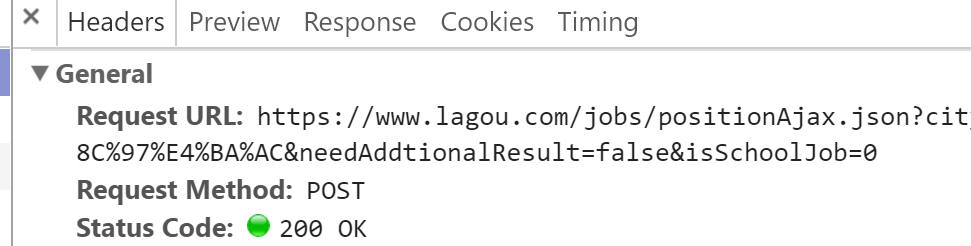 × Headers Preview Response Cookies Timing
▼ General
Request URL: https://www.lagou.com/jobs/positionAjax.json?cit
8C%97%E4%BA%AC&needAddtionalResult=false&isSchoolJob=0
Request Method: POST
Status Code: 200 OK